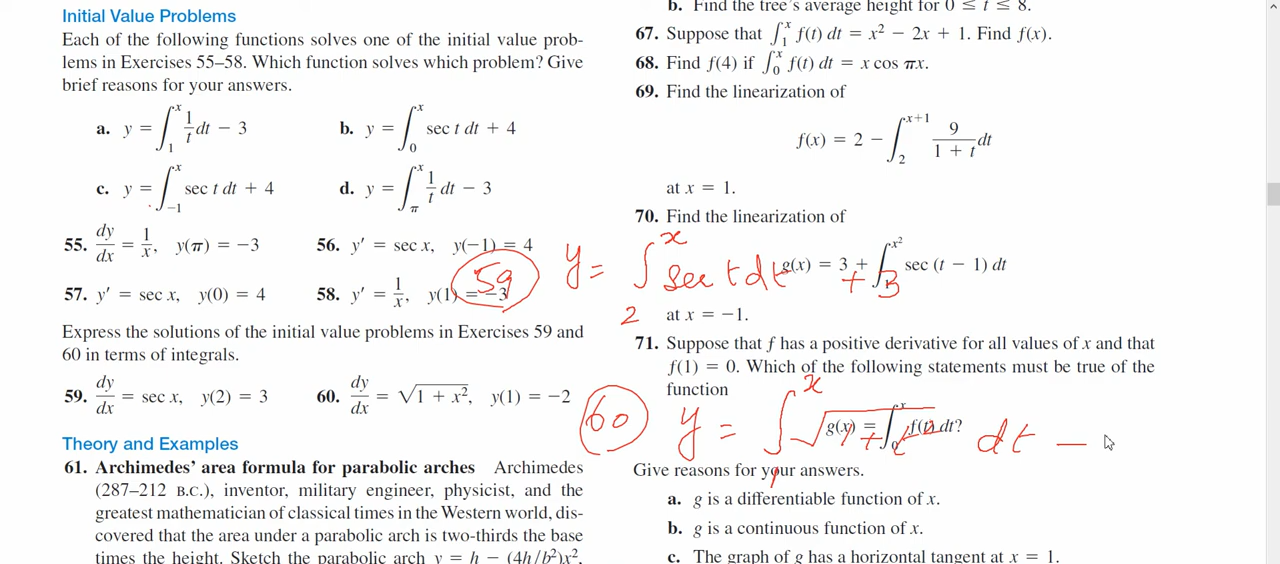 Initial Value Problems
Each of the following functions solves one of the initial value prob-
lems in Exercises 55–58. Which function solves which problem? Give
brief reasons for your answers.
a. y = ∫₁ˣ 1/t dt − 3
b. y = ∫₀ˣ sec t dt + 4
c. y = ∫₋₁ˣ sec t dt + 4
d. y = ∫_π^x 1/t dt − 3
55. dy/dx = 1/x, y(π) = −3
56. y′ = sec x, y(−1) = 4
57. y′ = sec x, y(0) = 4
58. y′ = 1/x, y(1) = −3
Express the solutions of the initial value problems in Exercises 59 and
60 in terms of integrals.
59. dy/dx = sec x, y(2) = 3
60. dy/dx = √(1 + x²), y(1) = −2
Theory and Examples
61. Archimedes' area formula for parabolic arches Archimedes
(287–212 B.C.), inventor, military engineer, physicist, and the
greatest mathematician of classical times in the Western world, dis-
covered that the area under a parabolic arch is two-thirds the base
times the height. Sketch the parabolic arch y = h − (4h/b²)x²,
b. Find the tree's average height for 0 ≤ t ≤ 8.
67. Suppose that ∫₁ˣ f(t) dt = x² − 2x + 1. Find f(x).
68. Find f(4) if ∫₀ˣ f(t) dt = x cos πx.
69. Find the linearization of
f(x) = 2 − ∫₂^(x+1) 9/(1 + t) dt
at x = 1.
70. Find the linearization of
g(x) = 3 + ∫₁^(x²) sec (t − 1) dt
at x = −1.
71. Suppose that f has a positive derivative for all values of x and that
f(1) = 0. Which of the following statements must be true of the
function
g(x) = ∫₀ˣ f(t) dt?
Give reasons for your answers.
a. g is a differentiable function of x.
b. g is a continuous function of x.
c. The graph of g has a horizontal tangent at x = 1.
59 y = ∫₂ˣ sec t dt + 3
60 y = ∫₁ˣ √(1 + t²) dt −